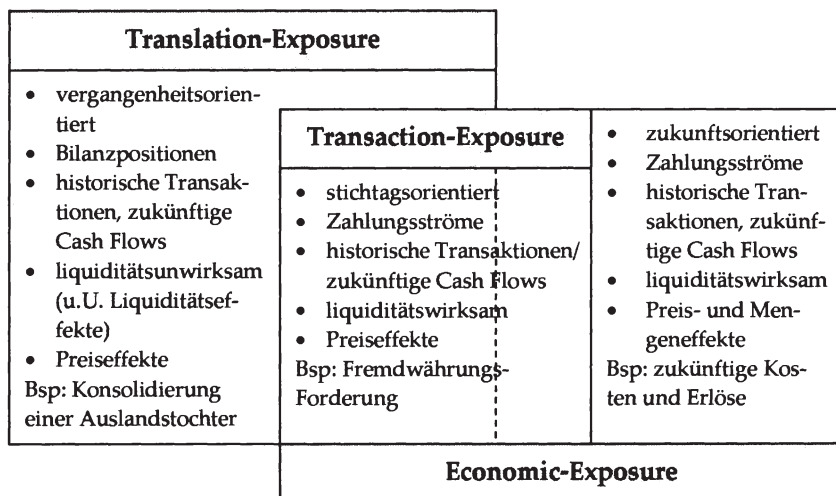 Translation-Exposure
• vergangenheitsorien-
tiert
• Bilanzpositionen
• historische Transak-
tionen, zukünftige
Cash Flows
• liquiditätsunwirksam
(u.U. Liquiditätsef-
fekte)
• Preiseffekte
Bsp: Konsolidierung
einer Auslandstochter
Transaction-Exposure
• stichtagsorientiert
• Zahlungsströme
• historische Transaktionen/
zukünftige Cash Flows
• liquiditätswirksam
• Preiseffekte
Bsp: Fremdwährungs-
Forderung
• zukunftsorientiert
• Zahlungsströme
• historische Tran-
saktionen, zukünf-
tige Cash Flows
• liquiditätswirksam
• Preis- und Men-
geneffekte
Bsp: zukünftige Kos-
ten und Erlöse
Economic-Exposure